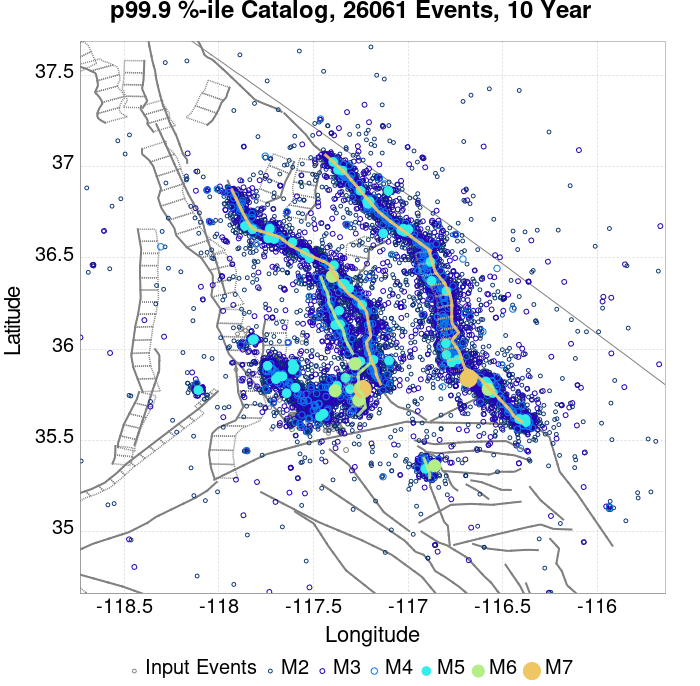 p99.9 %-ile Catalog, 26061 Events, 10 Year
37.5
37
36.5
36
35.5
35
Latitude
-118.5 -118 -117.5 -117 -116.5 -116
Longitude
Input Events M2 M3 M4 M5 M6 M7